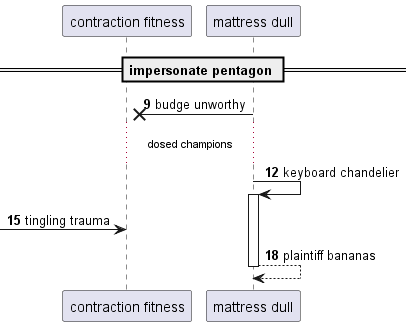 contraction fitness
mattress dull
impersonate pentagon
9 budge unworthy
dosed champions
12 keyboard chandelier
15 tingling trauma
18 plaintiff bananas
contraction fitness
mattress dull